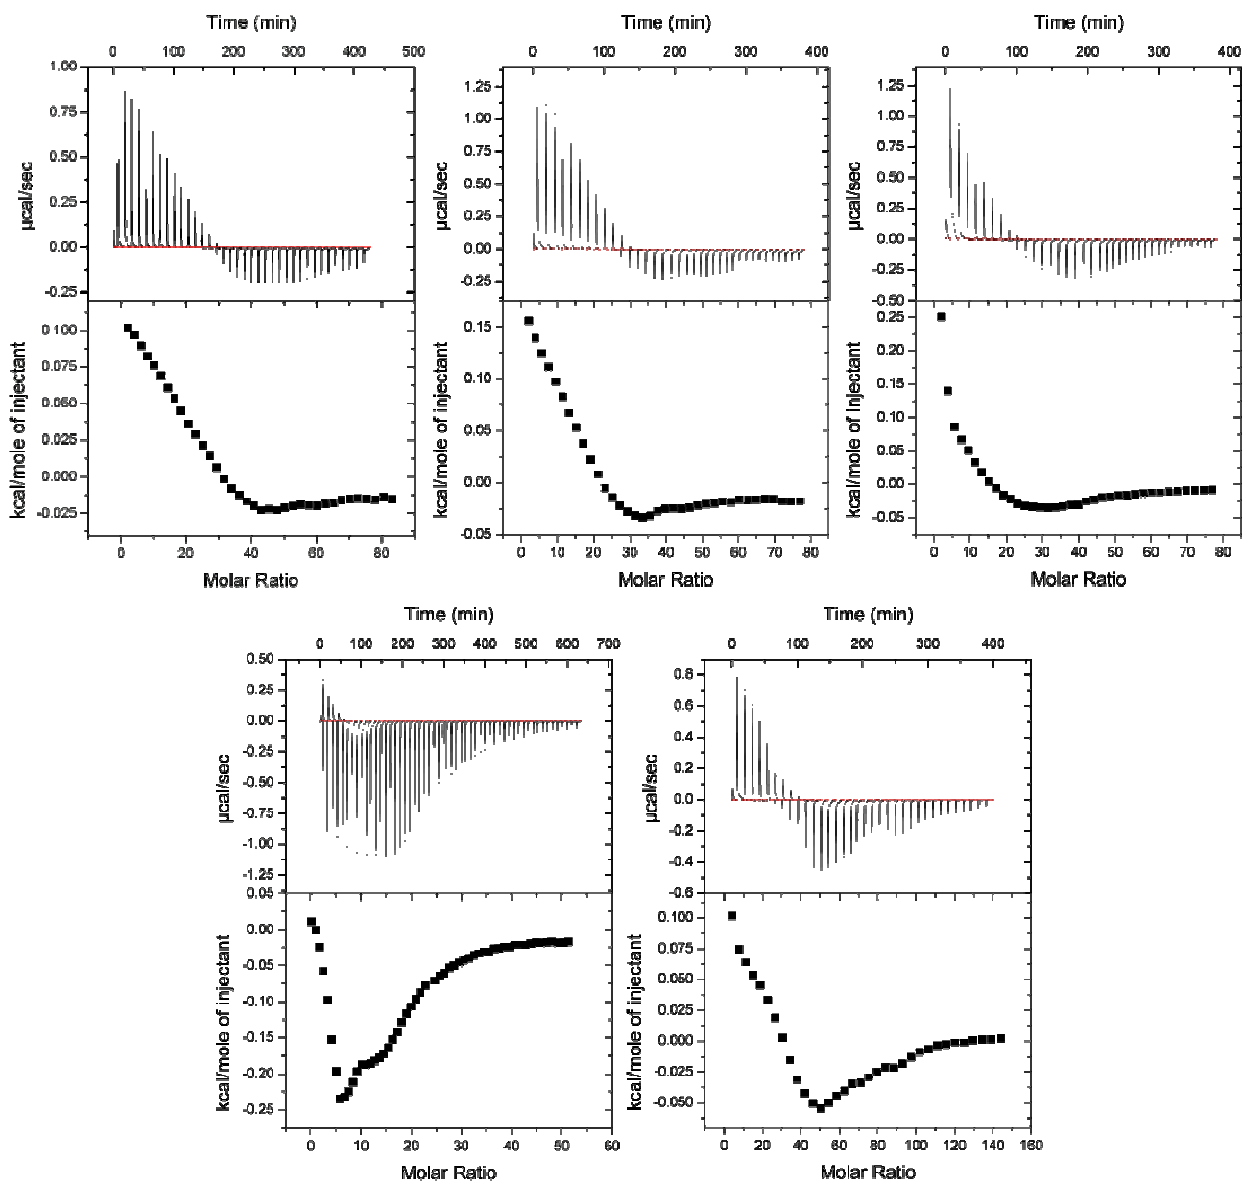 Time (min) Time (min) Time (min)
0 100 200 300 400 500 0 100 200 300 400 0 100 200 300 400
1.00
0.75
0.50
0.25
0.00
-0.25
µcal/sec
0.100
0.075
0.050
0.025
0.000
-0.025
kcal/mole of injectant
0 20 40 60 80
Molar Ratio
1.25
1.00
0.75
0.50
0.25
0.00
-0.25
µcal/sec
0.15
0.10
0.05
0.00
-0.05
kcal/mole of injectant
0 10 20 30 40 50 60 70 80
Molar Ratio
1.25
1.00
0.75
0.50
0.25
0.00
-0.25
-0.50
µcal/sec
0.25
0.20
0.15
0.10
0.05
0.00
-0.05
kcal/mole of injectant
0 10 20 30 40 50 60 70 80
Molar Ratio
Time (min)
0 100 200 300 400 500 600 700
0.50
0.25
0.00
-0.25
-0.50
-0.75
-1.00
-1.25
µcal/sec
0.05
0.00
-0.05
-0.10
-0.15
-0.20
-0.25
kcal/mole of injectant
0 10 20 30 40 50 60
Molar Ratio
Time (min)
0 100 200 300 400
0.8
0.6
0.4
0.2
0.0
-0.2
-0.4
-0.6
µcal/sec
0.100
0.075
0.050
0.025
0.000
-0.025
-0.050
kcal/mole of injectant
0 20 40 60 80 100 120 140 160
Molar Ratio